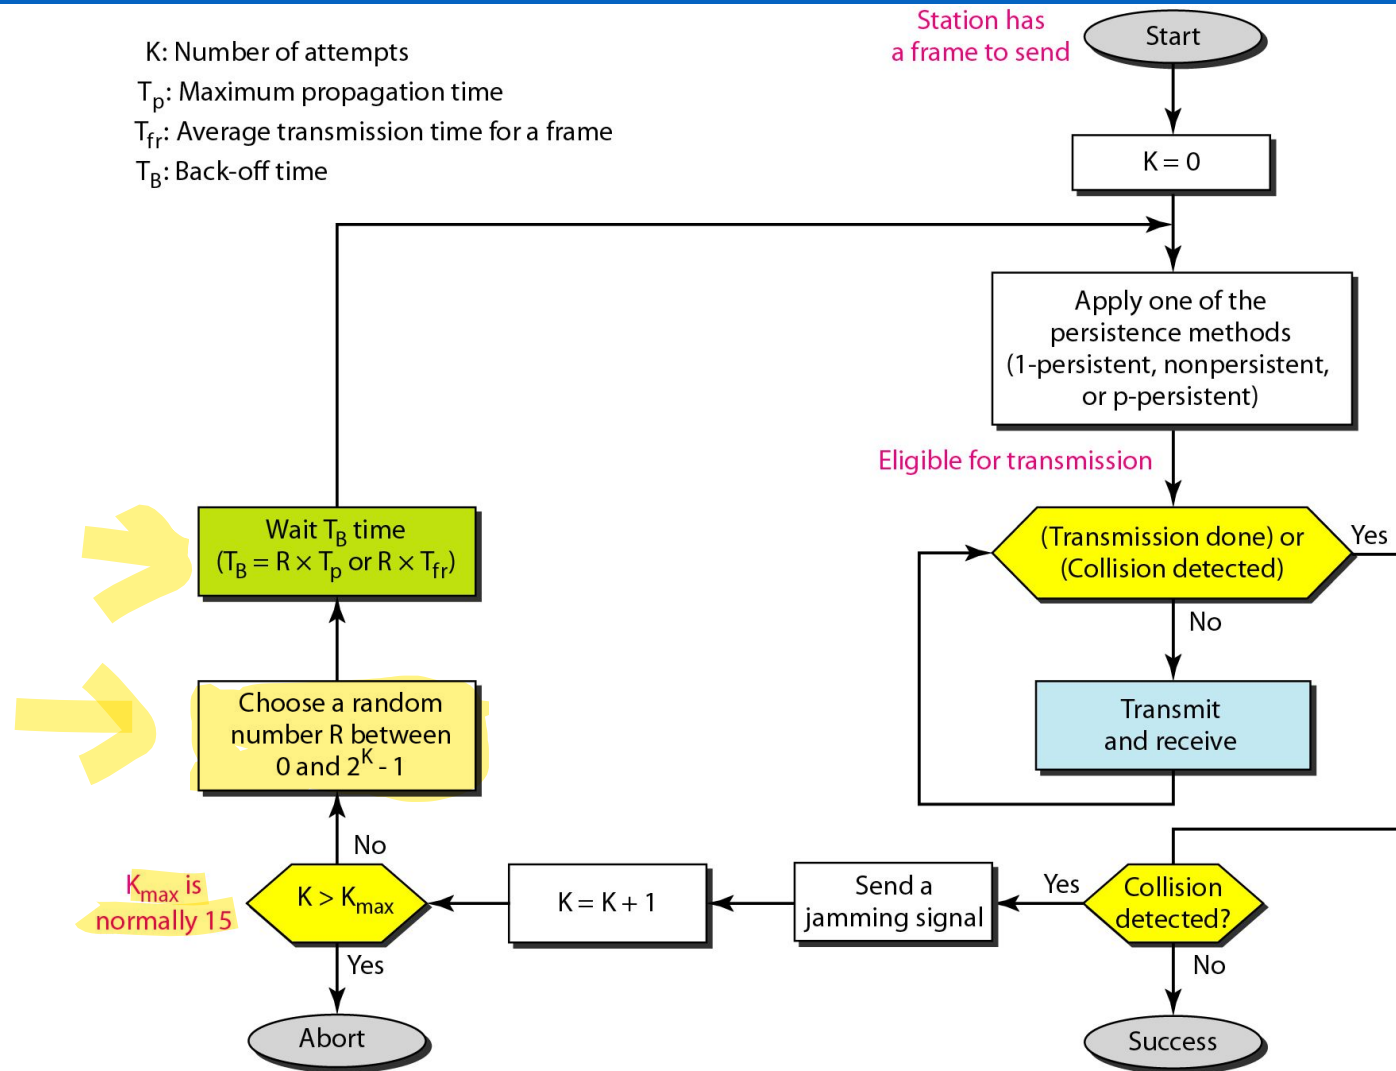 Station has
a frame to send
Start
K: Number of attempts
Tp: Maximum propagation time
Tfr: Average transmission time for a frame
TB: Back-off time
K = 0
Apply one of the
persistence methods
(1-persistent, nonpersistent,
or p-persistent)
Eligible for transmission
(Transmission done) or
(Collision detected)
Yes
No
Transmit
and receive
Wait TB time
(TB = R × Tp or R × Tfr)
Choose a random
number R between
0 and 2^K - 1
No
Kmax is
normally 15
K > Kmax
K = K + 1
Send a
jamming signal
Yes
Collision
detected?
Yes
No
Abort
Success